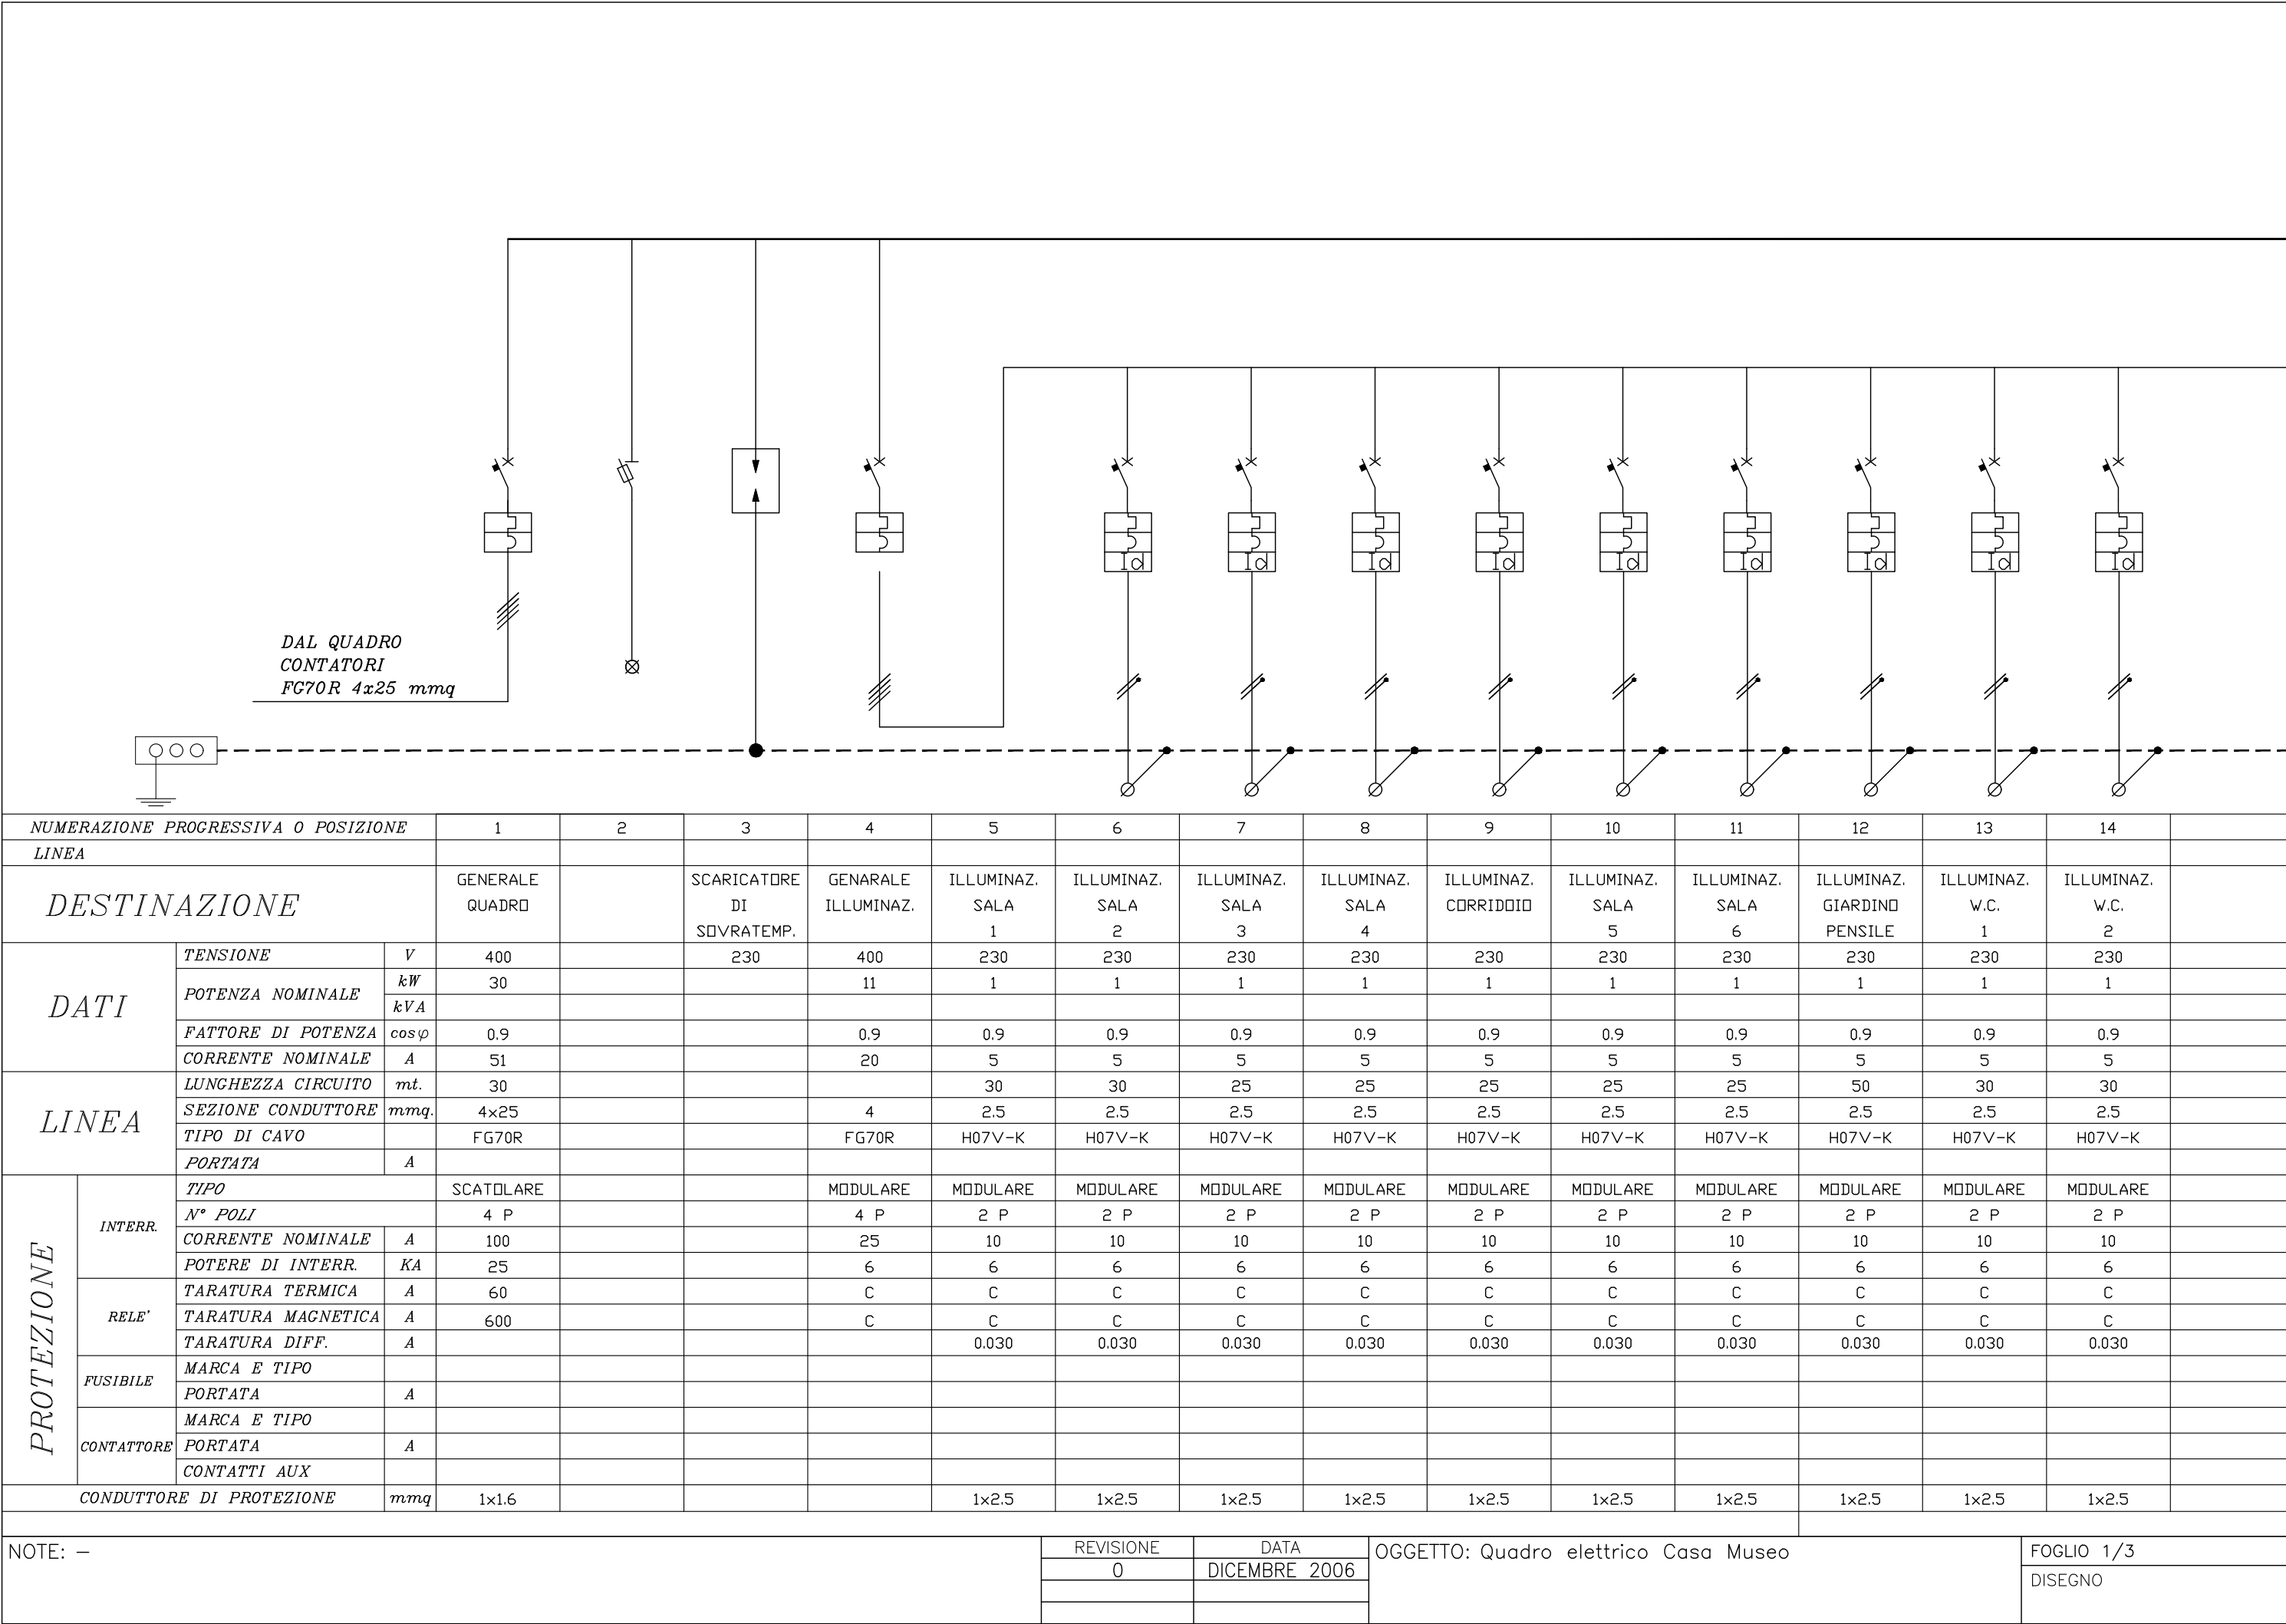 DAL QUADRO
CONTATORI
FG70R 4x25 mmq
Id Id Id Id Id Id Id Id Id
NUMERAZIONE PROGRESSIVA O POSIZIONE 1 2 3 4 5 6 7 8 9 10 11 12 13 14
LINEA
DESTINAZIONE
GENERALE SCARICATORE GENARALE ILLUMINAZ. ILLUMINAZ. ILLUMINAZ. ILLUMINAZ. ILLUMINAZ. ILLUMINAZ. ILLUMINAZ. ILLUMINAZ. ILLUMINAZ. ILLUMINAZ.
QUADRO DI ILLUMINAZ. SALA SALA SALA SALA CORRIDOIO SALA SALA GIARDINO W.C. W.C.
SOVRATEMP. 1 2 3 4 5 6 PENSILE 1 2
DATI
TENSIONE V 400 230 400 230 230 230 230 230 230 230 230 230 230
POTENZA NOMINALE kW 30 11 1 1 1 1 1 1 1 1 1 1
kVA
FATTORE DI POTENZA cosφ 0.9 0.9 0.9 0.9 0.9 0.9 0.9 0.9 0.9 0.9 0.9 0.9
CORRENTE NOMINALE A 51 20 5 5 5 5 5 5 5 5 5 5
LINEA
LUNGHEZZA CIRCUITO mt. 30 30 30 25 25 25 25 25 50 30 30
SEZIONE CONDUTTORE mmq. 4x25 4 2.5 2.5 2.5 2.5 2.5 2.5 2.5 2.5 2.5 2.5
TIPO DI CAVO FG70R FG70R H07V-K H07V-K H07V-K H07V-K H07V-K H07V-K H07V-K H07V-K H07V-K H07V-K
PORTATA A
PROTEZIONE
INTERR.
TIPO SCATOLARE MODULARE MODULARE MODULARE MODULARE MODULARE MODULARE MODULARE MODULARE MODULARE MODULARE MODULARE
N° POLI 4 P 4 P 2 P 2 P 2 P 2 P 2 P 2 P 2 P 2 P 2 P 2 P
CORRENTE NOMINALE A 100 25 10 10 10 10 10 10 10 10 10 10
POTERE DI INTERR. KA 25 6 6 6 6 6 6 6 6 6 6 6
RELE'
TARATURA TERMICA A 60 C C C C C C C C C C C
TARATURA MAGNETICA A 600 C C C C C C C C C C C
TARATURA DIFF. A 0.030 0.030 0.030 0.030 0.030 0.030 0.030 0.030 0.030 0.030
FUSIBILE
MARCA E TIPO
PORTATA A
CONTATTORE
MARCA E TIPO
PORTATA A
CONTATTI AUX
CONDUTTORE DI PROTEZIONE mmq 1x1.6 1x2.5 1x2.5 1x2.5 1x2.5 1x2.5 1x2.5 1x2.5 1x2.5 1x2.5 1x2.5
NOTE: –
REVISIONE DATA
0 DICEMBRE 2006
OGGETTO: Quadro elettrico Casa Museo
FOGLIO 1/3
DISEGNO